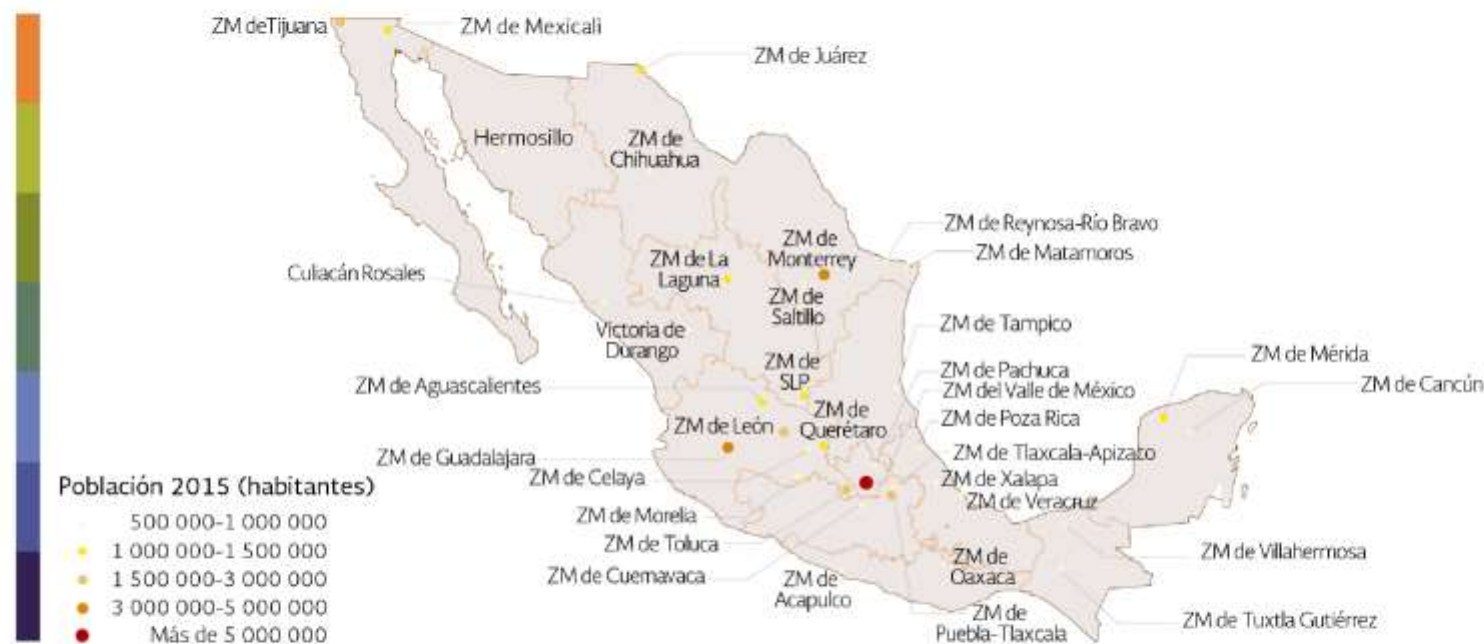 ZM deTijuana
ZM de Mexicali
ZM de Juárez
Hermosillo
ZM de
Chihuahua
ZM de Reynosa-Río Bravo
ZM de
Monterrey
ZM de Matamoros
ZM de La
Laguna
Culiacán Rosales
ZM de
Saltillo
Victoria de
Durango
ZM de Tampico
ZM de Mérida
ZM de
SLP
ZM de Pachuca
ZM de Aguascalientes
ZM de Cancún
ZM del Valle de México
ZM de
Querétaro
ZM de León
ZM de Poza Rica
ZM de Guadalajara
ZM de Tlaxcala-Apizaco
ZM de Celaya
ZM de Xalapa
ZM de Veracruz
ZM de Morelia
ZM de Toluca
ZM de Cuernavaca
ZM de
Acapulco
ZM de
Oaxaca
ZM de Villahermosa
ZM de
Puebla-Tlaxcala
ZM de Tuxtla Gutiérrez
Población 2015 (habitantes)
500 000-1 000 000
1 000 000-1 500 000
1 500 000-3 000 000
3 000 000-5 000 000
Más de 5 000 000